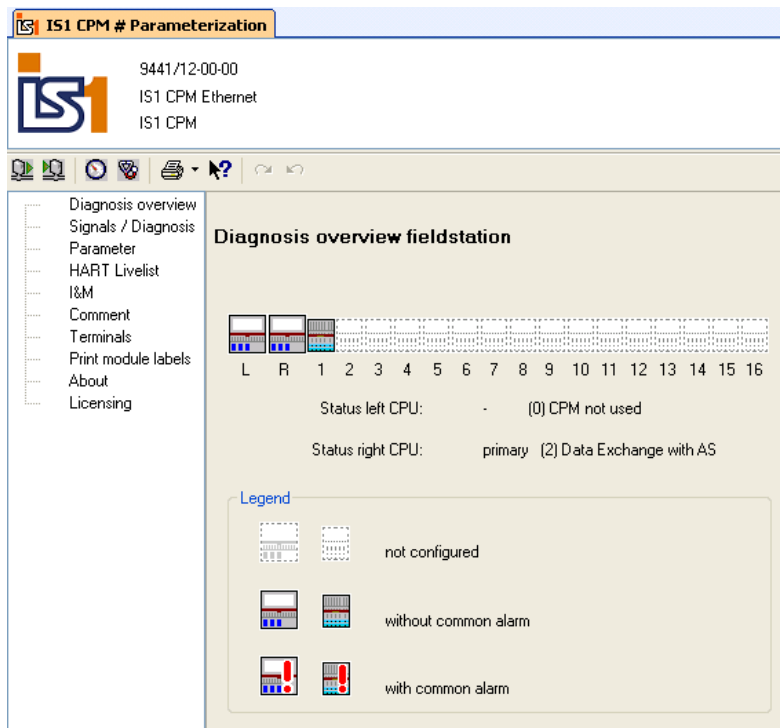 IS1 CPM # Parameterization
IS1
9441/12-00-00
IS1 CPM Ethernet
IS1 CPM
Diagnosis overview
Signals / Diagnosis
Parameter
HART Livelist
I&M
Comment
Terminals
Print module labels
About
Licensing
Diagnosis overview fieldstation
L R 1 2 3 4 5 6 7 8 9 10 11 12 13 14 15 16
Status left CPU: - (0) CPM not used
Status right CPU: primary (2) Data Exchange with AS
Legend
not configured
without common alarm
with common alarm